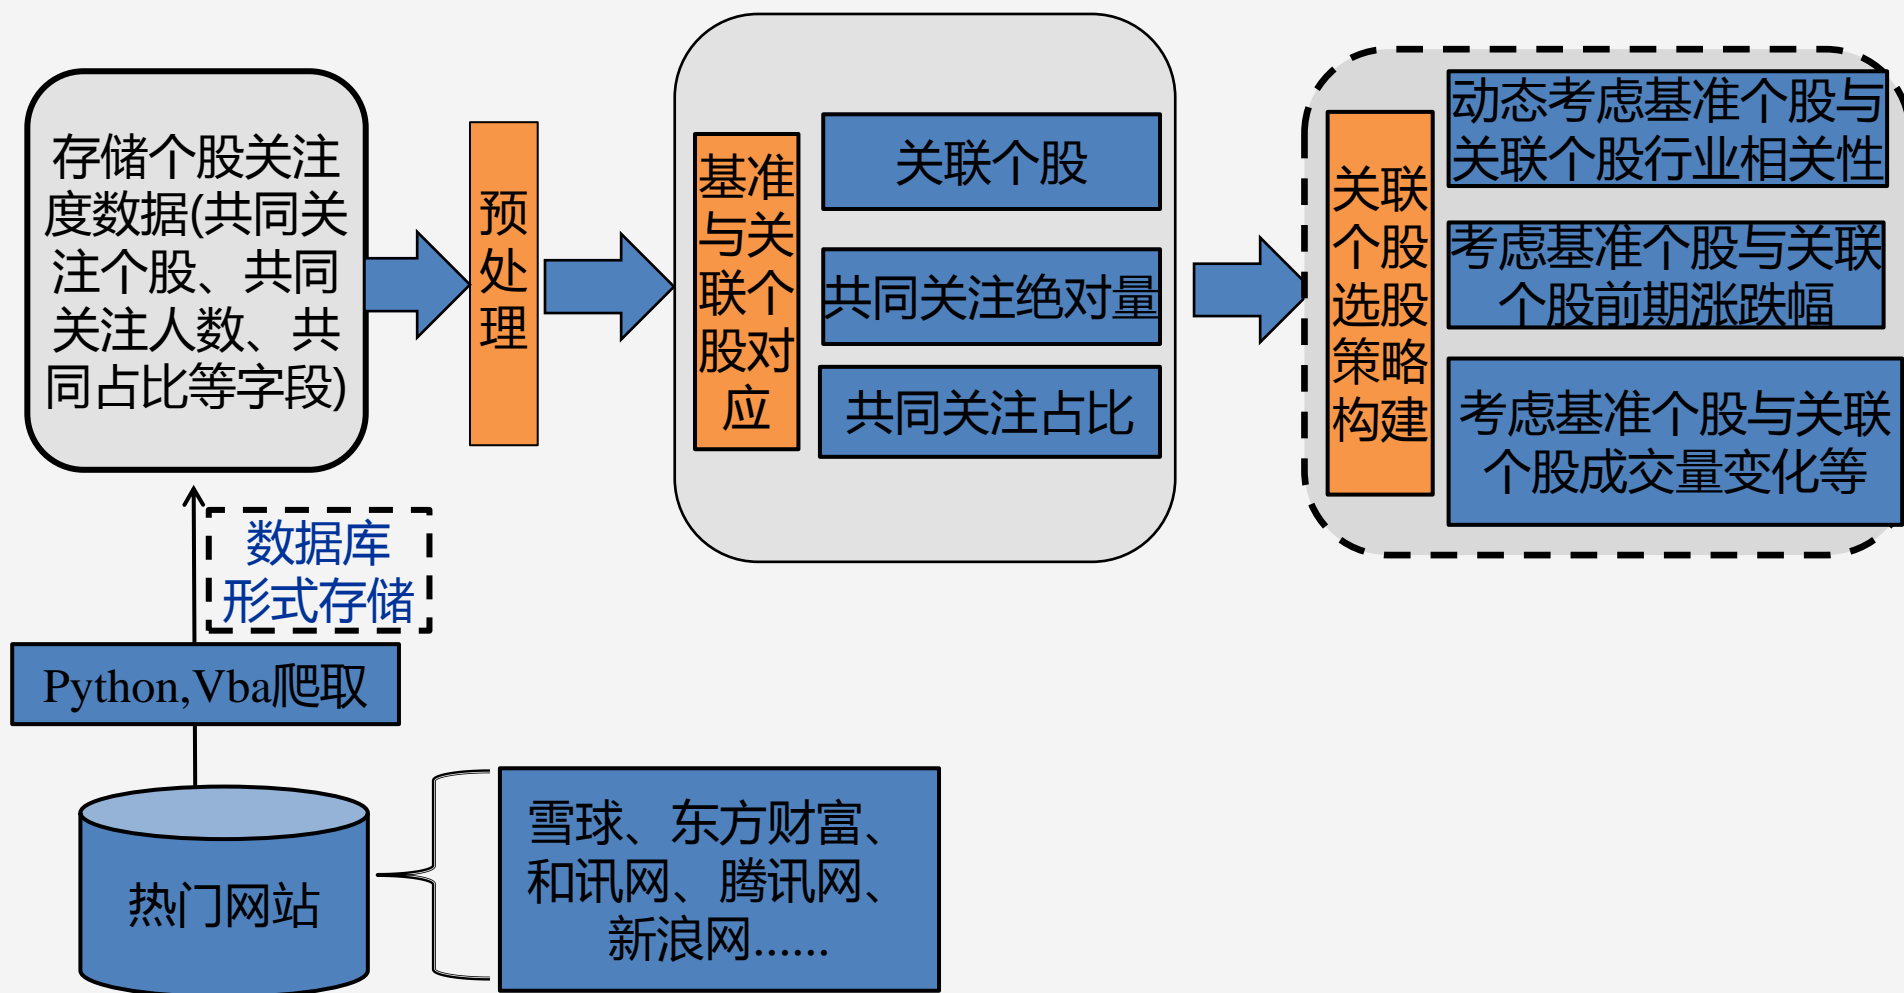 存储个股关注
度数据(共同关
注个股、共同
关注人数、共
同占比等字段)
预
处
理
基准
与关
联个
股对
应
关联个股
共同关注绝对量
共同关注占比
关联
个股
选股
策略
构建
动态考虑基准个股与
关联个股行业相关性
考虑基准个股与关联
个股前期涨跌幅
考虑基准个股与关联
个股成交量变化等
数据库
形式存储
Python,Vba爬取
热门网站
雪球、东方财富、
和讯网、腾讯网、
新浪网......